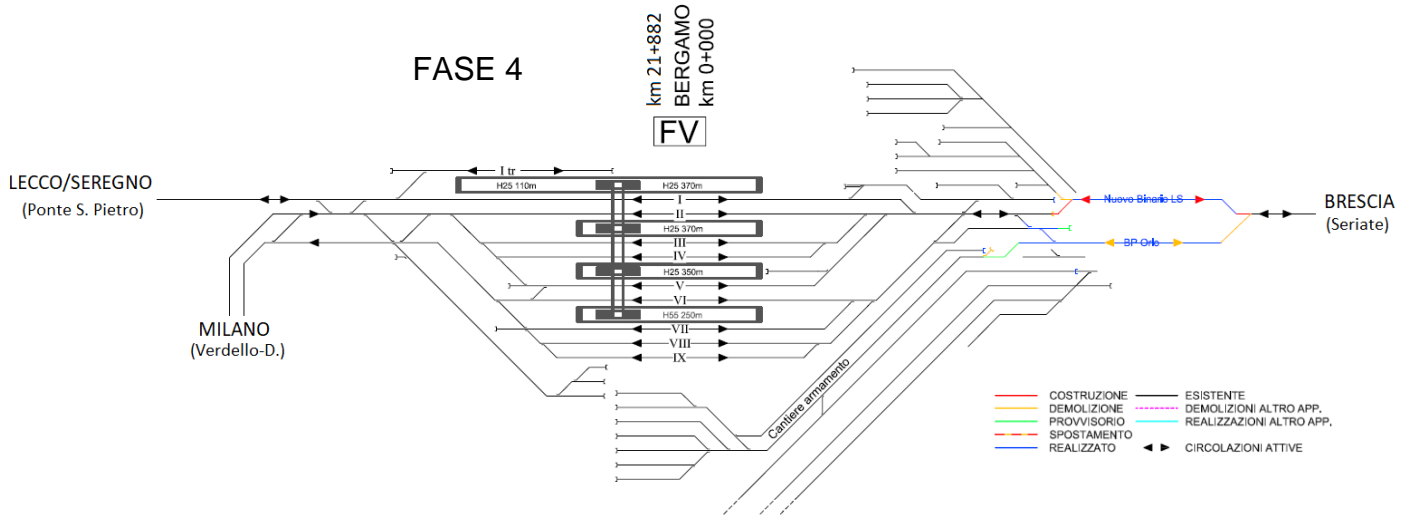 FASE 4
km 21+882
BERGAMO
km 0+000
FV
LECCO/SEREGNO
(Ponte S. Pietro)
MILANO
(Verdello-D.)
BRESCIA
(Seriate)
I tr
H25 110m
H25 370m
I
II
H25 370m
III
IV
H25 350m
V
VI
H55 250m
VII
VIII
IX
Nuovo Binario LS
BP Orio
Cantiere armamento
COSTRUZIONE
DEMOLIZIONE
PROVVISORIO
SPOSTAMENTO
REALIZZATO
ESISTENTE
DEMOLIZIONI ALTRO APP.
REALIZZAZIONI ALTRO APP.
CIRCOLAZIONI ATTIVE